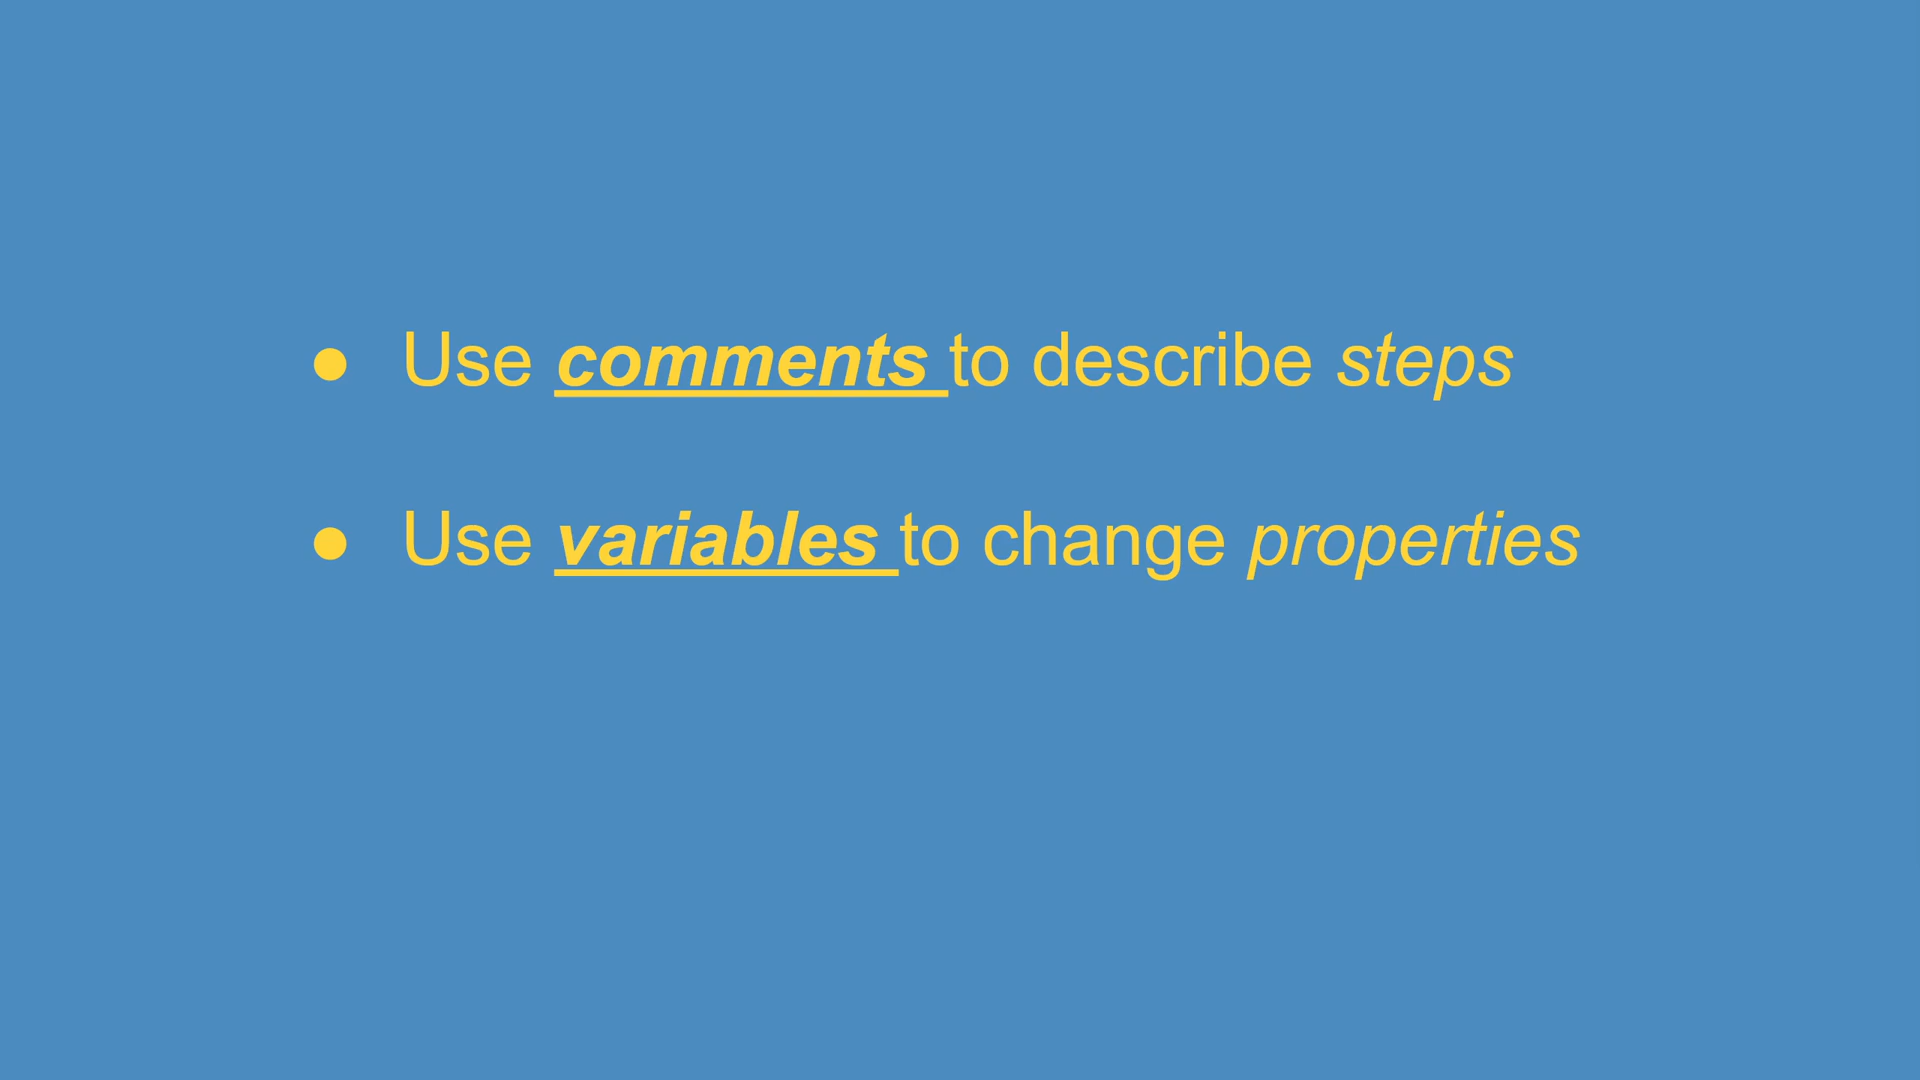 ● Use comments to describe steps
● Use variables to change properties